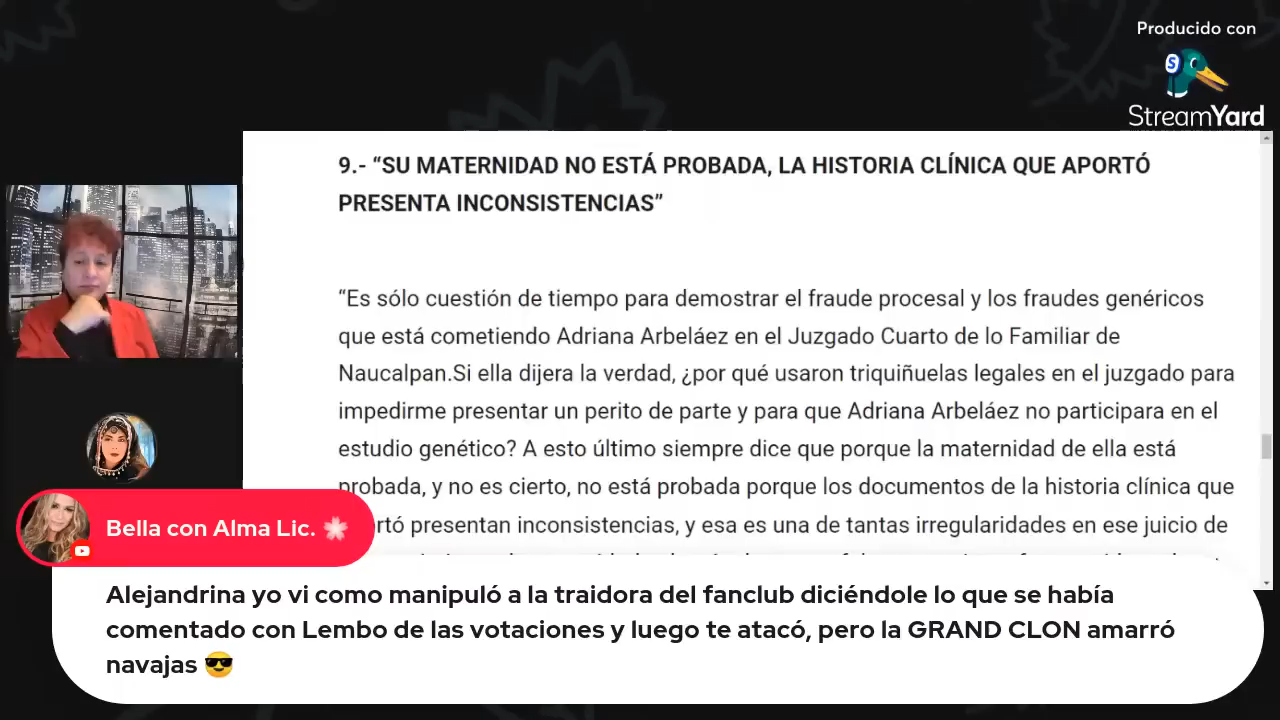 Producido con
StreamYard
9.- “SU MATERNIDAD NO ESTÁ PROBADA, LA HISTORIA CLÍNICA QUE APORTÓ
PRESENTA INCONSISTENCIAS”
“Es sólo cuestión de tiempo para demostrar el fraude procesal y los fraudes genéricos
que está cometiendo Adriana Arbeláez en el Juzgado Cuarto de lo Familiar de
Naucalpan.Si ella dijera la verdad, ¿por qué usaron triquiñuelas legales en el juzgado para
impedirme presentar un perito de parte y para que Adriana Arbeláez no participara en el
estudio genético? A esto último siempre dice que porque la maternidad de ella está
probada, y no es cierto, no está probada porque los documentos de la historia clínica que
presentan inconsistencias, y esa es una de tantas irregularidades en ese juicio de
Bella con Alma Lic. 🌸
Alejandrina yo vi como manipuló a la traidora del fanclub diciéndole lo que se había
comentado con Lembo de las votaciones y luego te atacó, pero la GRAND CLON amarró
navajas 😎